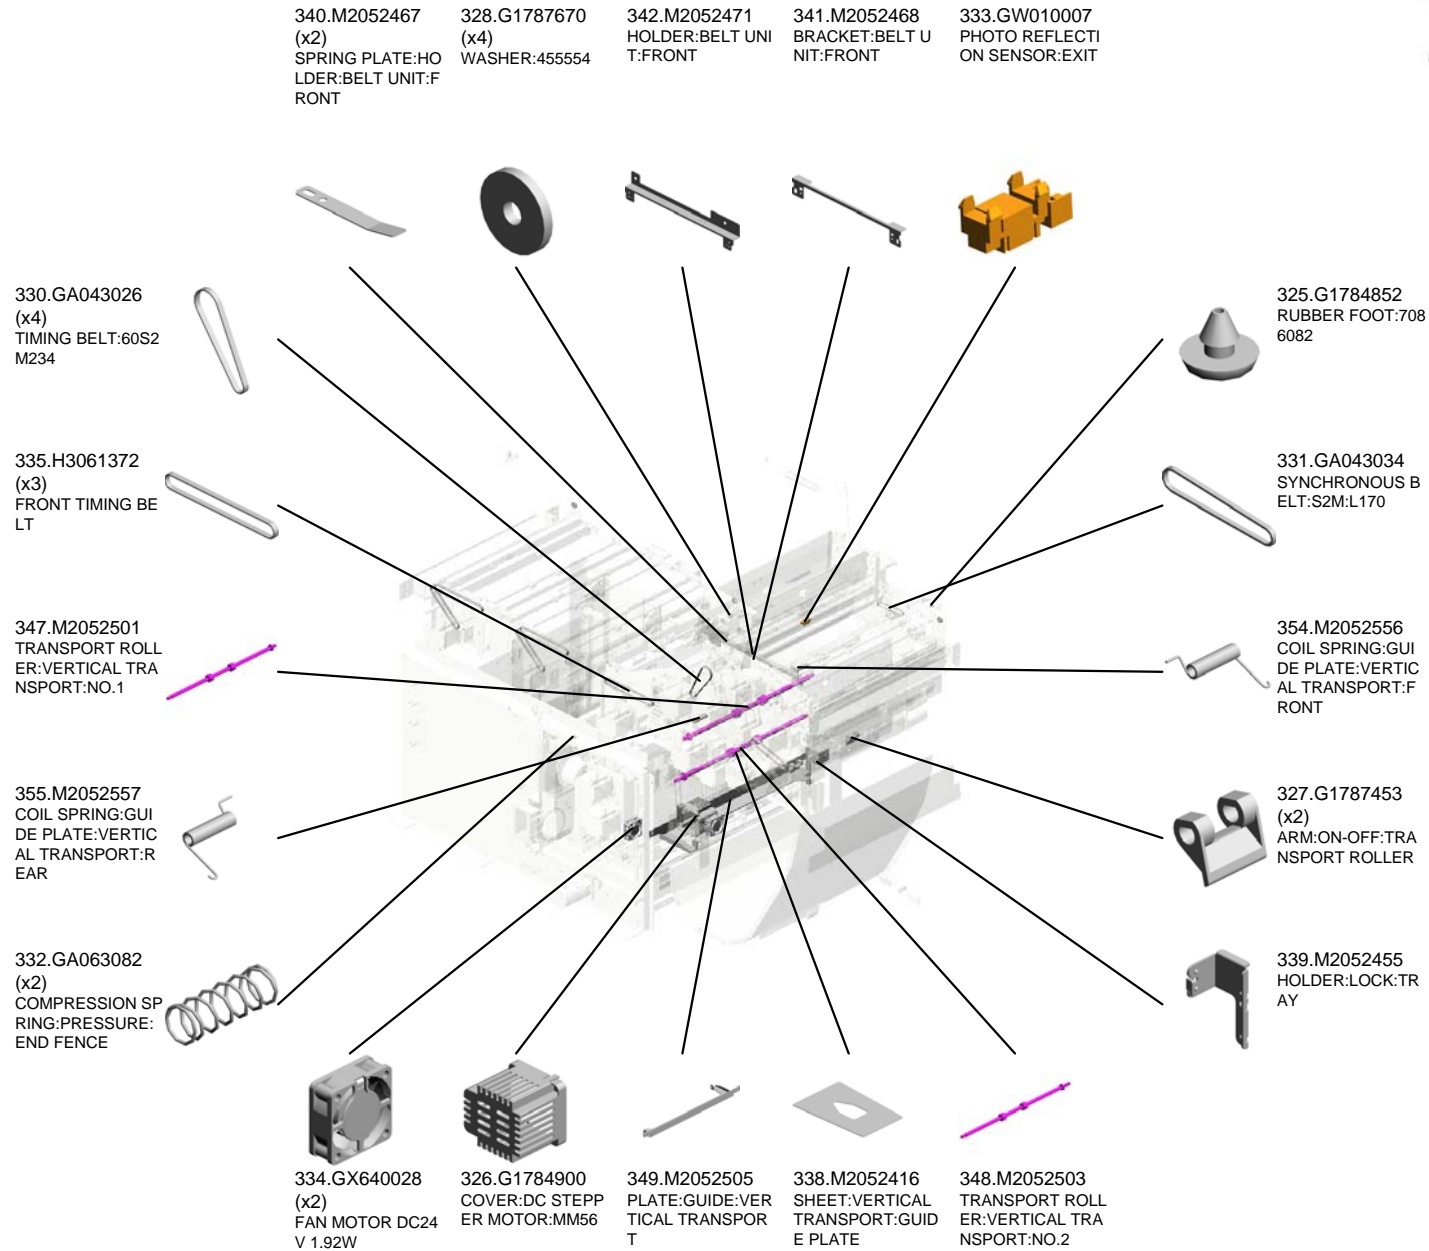 340.M2052467
(x2)
SPRING PLATE:HO
LDER:BELT UNIT:F
RONT
328.G1787670
(x4)
WASHER:455554
342.M2052471
HOLDER:BELT UNI
T:FRONT
341.M2052468
BRACKET:BELT U
NIT:FRONT
333.GW010007
PHOTO REFLECTI
ON SENSOR:EXIT
330.GA043026
(x4)
TIMING BELT:60S2
M234
325.G1784852
RUBBER FOOT:708
6082
335.H3061372
(x3)
FRONT TIMING BE
LT
331.GA043034
SYNCHRONOUS B
ELT:S2M:L170
347.M2052501
TRANSPORT ROLL
ER:VERTICAL TRA
NSPORT:NO.1
354.M2052556
COIL SPRING:GUI
DE PLATE:VERTIC
AL TRANSPORT:F
RONT
355.M2052557
COIL SPRING:GUI
DE PLATE:VERTIC
AL TRANSPORT:R
EAR
327.G1787453
(x2)
ARM:ON-OFF:TRA
NSPORT ROLLER
332.GA063082
(x2)
COMPRESSION SP
RING:PRESSURE:
END FENCE
339.M2052455
HOLDER:LOCK:TR
AY
334.GX640028
(x2)
FAN MOTOR DC24
V 1.92W
326.G1784900
COVER:DC STEPP
ER MOTOR:MM56
349.M2052505
PLATE:GUIDE:VER
TICAL TRANSPOR
T
338.M2052416
SHEET:VERTICAL
TRANSPORT:GUID
E PLATE
348.M2052503
TRANSPORT ROLL
ER:VERTICAL TRA
NSPORT:NO.2